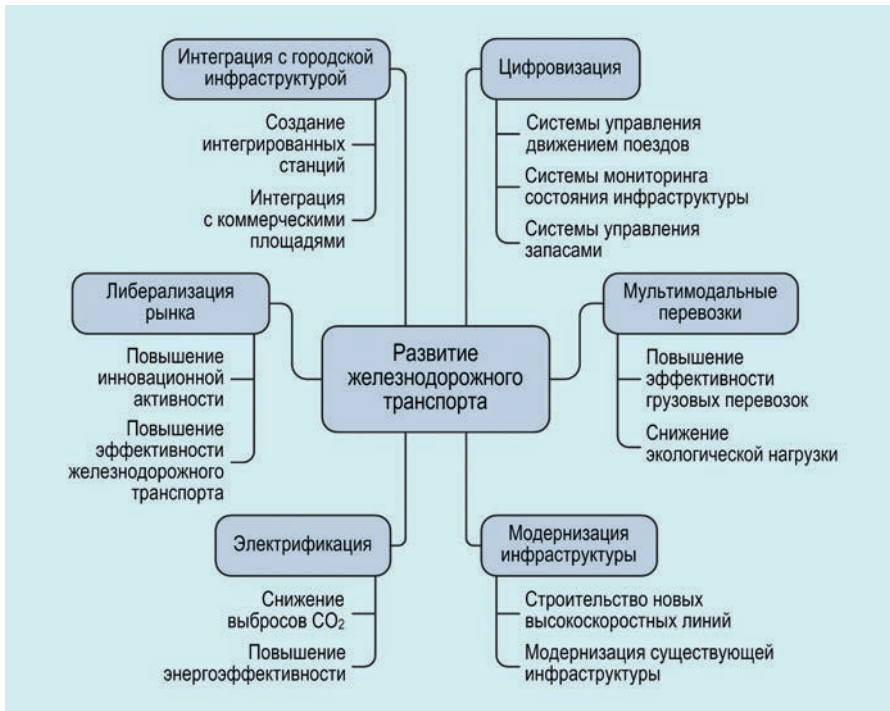 Интеграция с городской
инфраструктурой
Создание
интегрированных
станций
Интеграция
с коммерческими
площадями
Цифровизация
Системы управления
движением поездов
Системы мониторинга
состояния инфраструктуры
Системы управления
запасами
Либерализация
рынка
Повышение
инновационной
активности
Повышение
эффективности
железнодорожного
транспорта
Развитие
железнодорожного
транспорта
Мультимодальные
перевозки
Повышение
эффективности
грузовых перевозок
Снижение
экологической нагрузки
Электрификация
Снижение
выбросов CO₂
Повышение
энергоэффективности
Модернизация
инфраструктуры
Строительство новых
высокоскоростных линий
Модернизация существующей
инфраструктуры